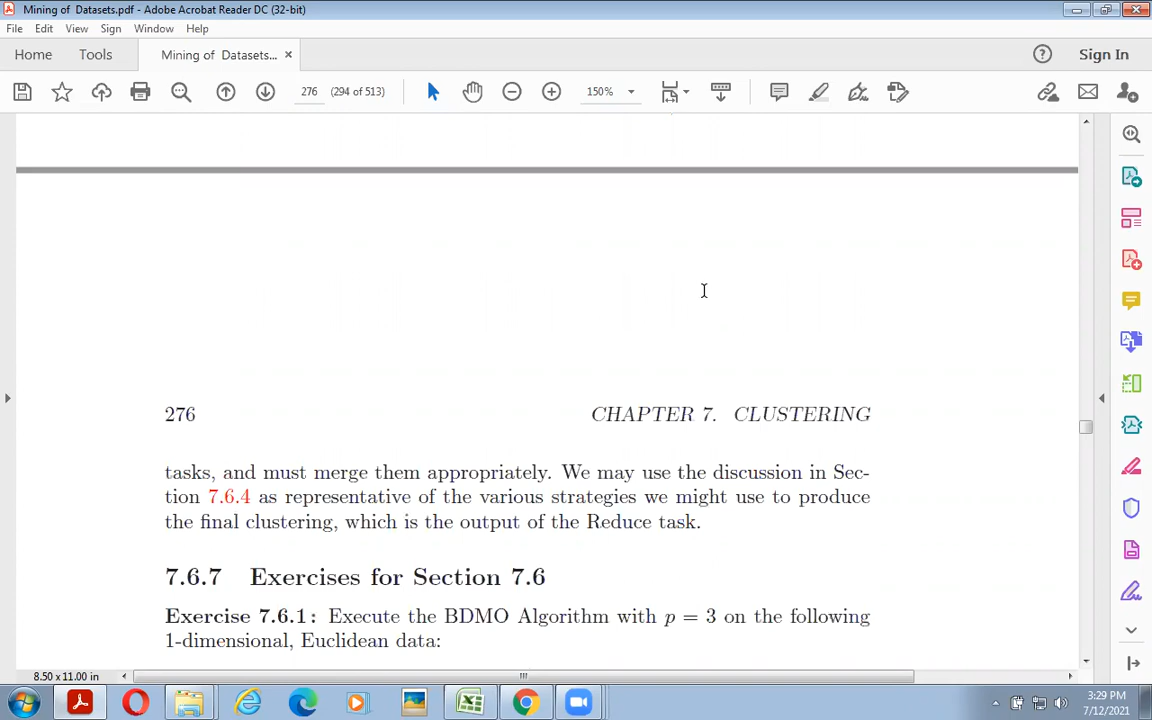 Mining of  Datasets.pdf - Adobe Acrobat Reader DC (32-bit)
File Edit View Sign Window Help
Home Tools Mining of  Datasets... × Sign In
276 (294 of 513) 150%
276 CHAPTER 7. CLUSTERING
tasks, and must merge them appropriately. We may use the discussion in Sec-
tion 7.6.4 as representative of the various strategies we might use to produce
the final clustering, which is the output of the Reduce task.
7.6.7 Exercises for Section 7.6
Exercise 7.6.1: Execute the BDMO Algorithm with p = 3 on the following
1-dimensional, Euclidean data:
8.50 x 11.00 in
3:29 PM
7/12/2021